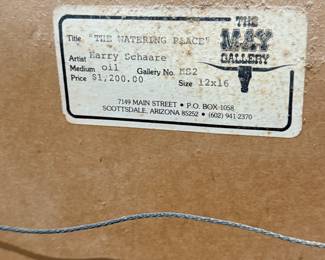 THE
MAY
GALLERY
Title "THE WATERING PLACE"
Artist Harry Schaare
Medium oil Gallery No. HS2
Price $1,200.00 Size 12x16
7149 MAIN STREET • P.O. BOX 1058
SCOTTSDALE, ARIZONA 85252 • (602) 941-2370